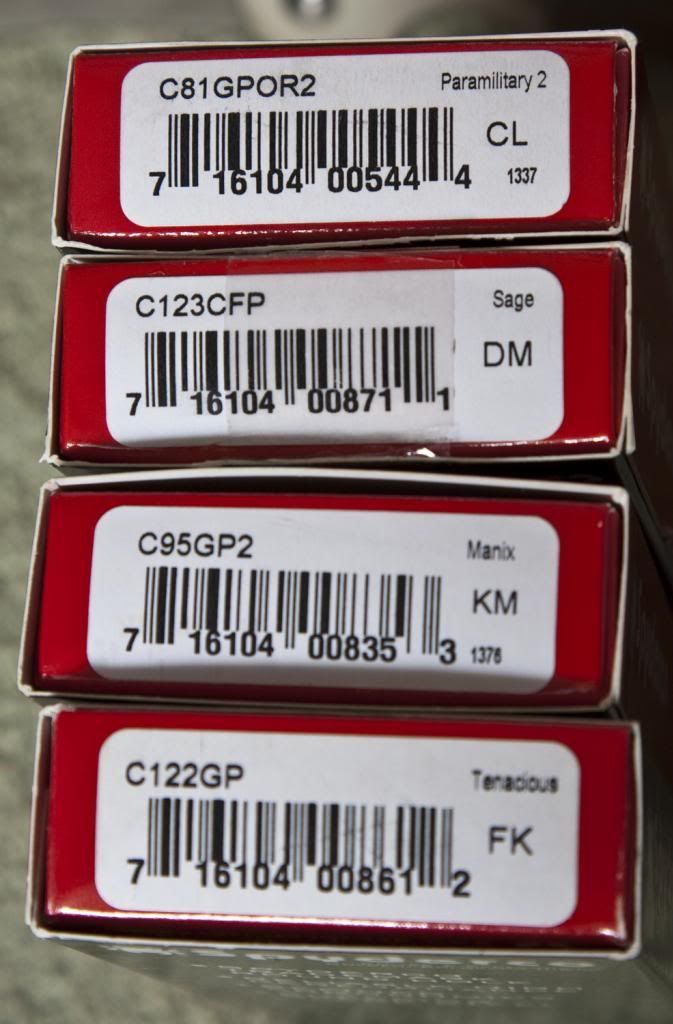 C81GPOR2 Paramilitary 2
CL
7 16104 00544 4 1337
C123CFP Sage
DM
7 16104 00871 1
C95GP2 Manix
KM
7 16104 00835 3 1376
C122GP Tenacious
FK
7 16104 00861 2